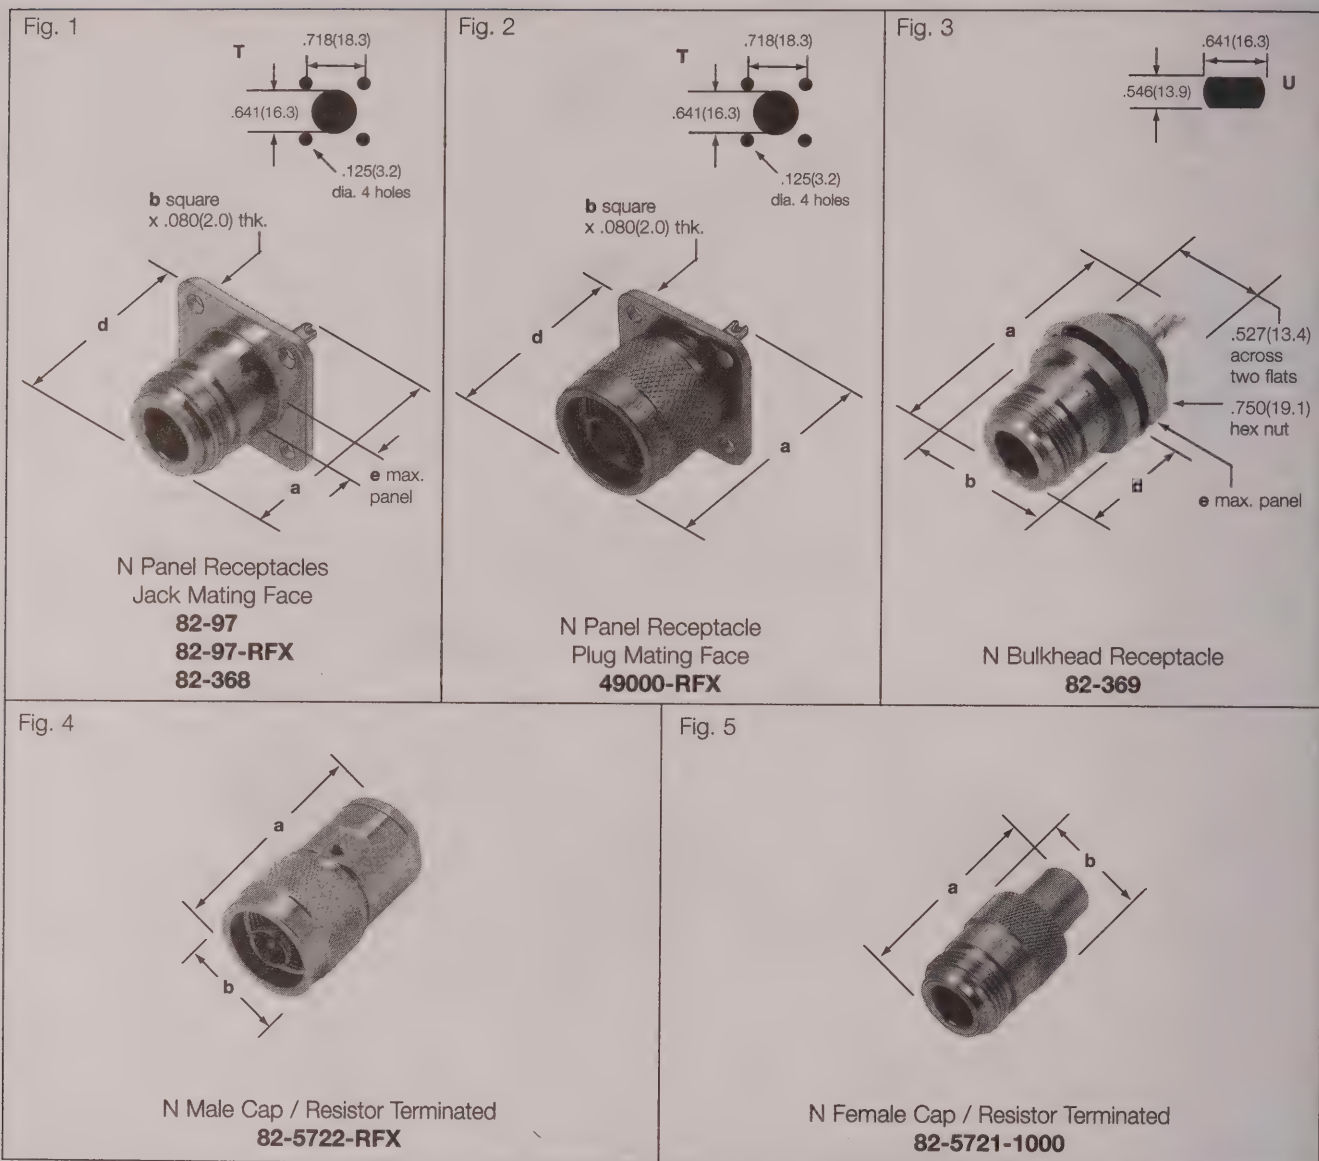 Fig. 1
T
.718(18.3)
.641(16.3)
.125(3.2)
dia. 4 holes
b square
x .080(2.0) thk.
d
a
e max.
panel
N Panel Receptacles
Jack Mating Face
82-97
82-97-RFX
82-368
Fig. 2
T
.718(18.3)
.641(16.3)
.125(3.2)
dia. 4 holes
b square
x .080(2.0) thk.
d
a
N Panel Receptacle
Plug Mating Face
49000-RFX
Fig. 3
.641(16.3)
.546(13.9)
U
a
.527(13.4)
across
two flats
.750(19.1)
hex nut
b
d
e max. panel
N Bulkhead Receptacle
82-369
Fig. 4
a
b
N Male Cap / Resistor Terminated
82-5722-RFX
Fig. 5
a
b
N Female Cap / Resistor Terminated
82-5721-1000